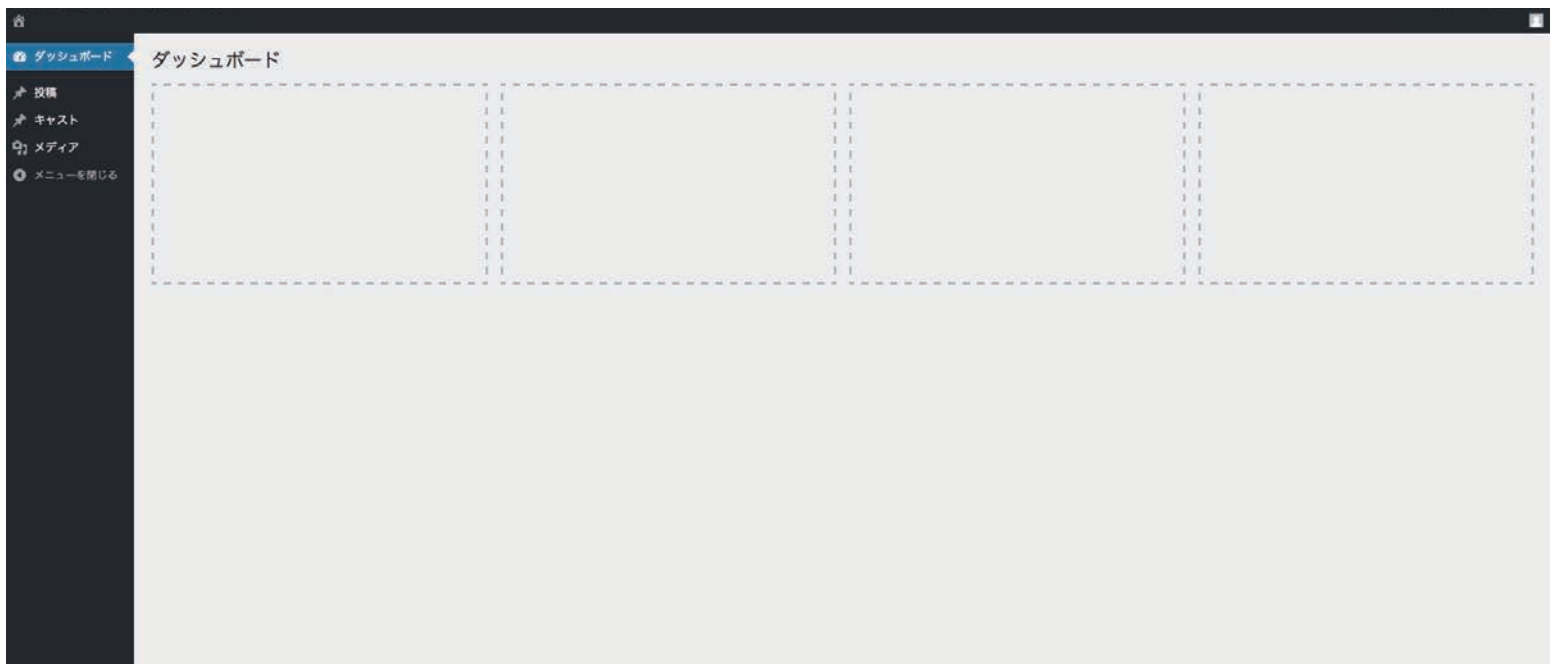 ダッシュボード
ダッシュボード
投稿
キャスト
メディア
メニューを閉じる